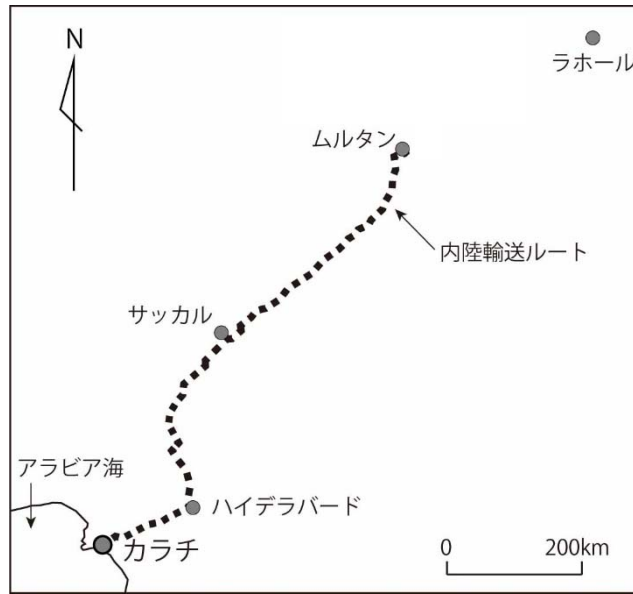 N
ラホール
ムルタン
内陸輸送ルート
サッカル
アラビア海
ハイデラバード
カラチ
0 200km